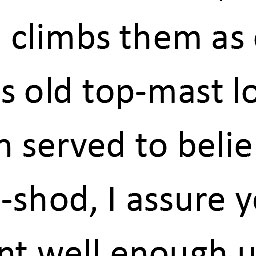 climbs them as
s old top-mast lo
n served to belie
-shod, I assure y
nt well enough u